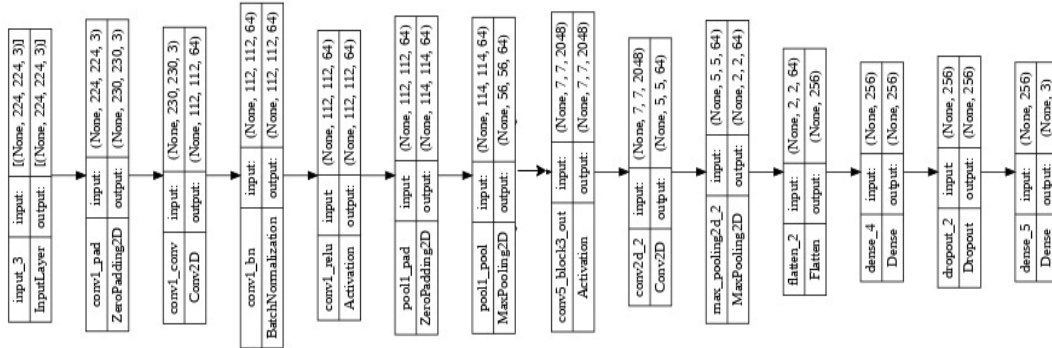 input_3 input: [(None, 224, 224, 3)]
InputLayer output: [(None, 224, 224, 3)]
conv1_pad input: (None, 224, 224, 3)
ZeroPadding2D output: (None, 230, 230, 3)
conv1_conv input: (None, 230, 230, 3)
Conv2D output: (None, 112, 112, 64)
conv1_bn input: (None, 112, 112, 64)
BatchNormalization output: (None, 112, 112, 64)
conv1_relu input (None, 112, 112, 64)
Activation output: (None, 112, 112, 64)
pool1_pad input (None, 112, 112, 64)
ZeroPadding2D output: (None, 114, 114, 64)
pool1_pool input: (None, 114, 114, 64)
MaxPooling2D output: (None, 56, 56, 64)
conv5_block3_out input: (None, 7, 7, 2048)
Activation output: (None, 7, 7, 2048)
conv2d_2 input: (None, 7, 7, 2048)
Conv2D output: (None, 5, 5, 64)
max_pooling2d_2 input: (None, 5, 5, 64)
MaxPooling2D output: (None, 2, 2, 64)
flatten_2 input: (None, 2, 2, 64)
Flatten output: (None, 256)
dense_4 input (None, 256)
Dense output: (None, 256)
dropout_2 input (None, 256)
Dropout output: (None, 256)
dense_5 input (None, 256)
Dense output: (None, 3)